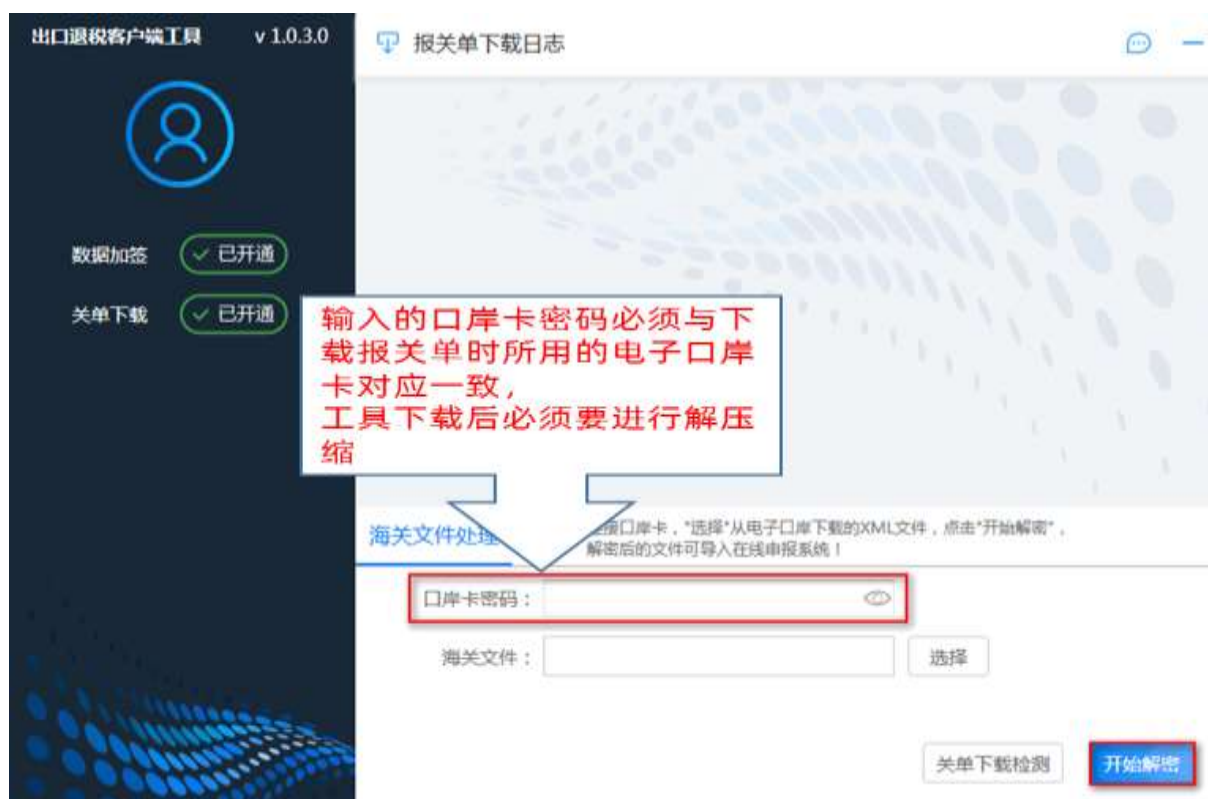 出口退税客户端工具 v 1.0.3.0
报关单下载日志
数据加签 已开通
关单下载 已开通
输入的口岸卡密码必须与下
载报关单时所用的电子口岸
卡对应一致，
工具下载后必须要进行解压
缩
海关文件处理
接口岸卡，"选择"从电子口岸下载的XML文件，点击"开始解密"，
解密后的文件可导入在线申报系统！
口岸卡密码：
海关文件： 选择
关单下载检测 开始解密